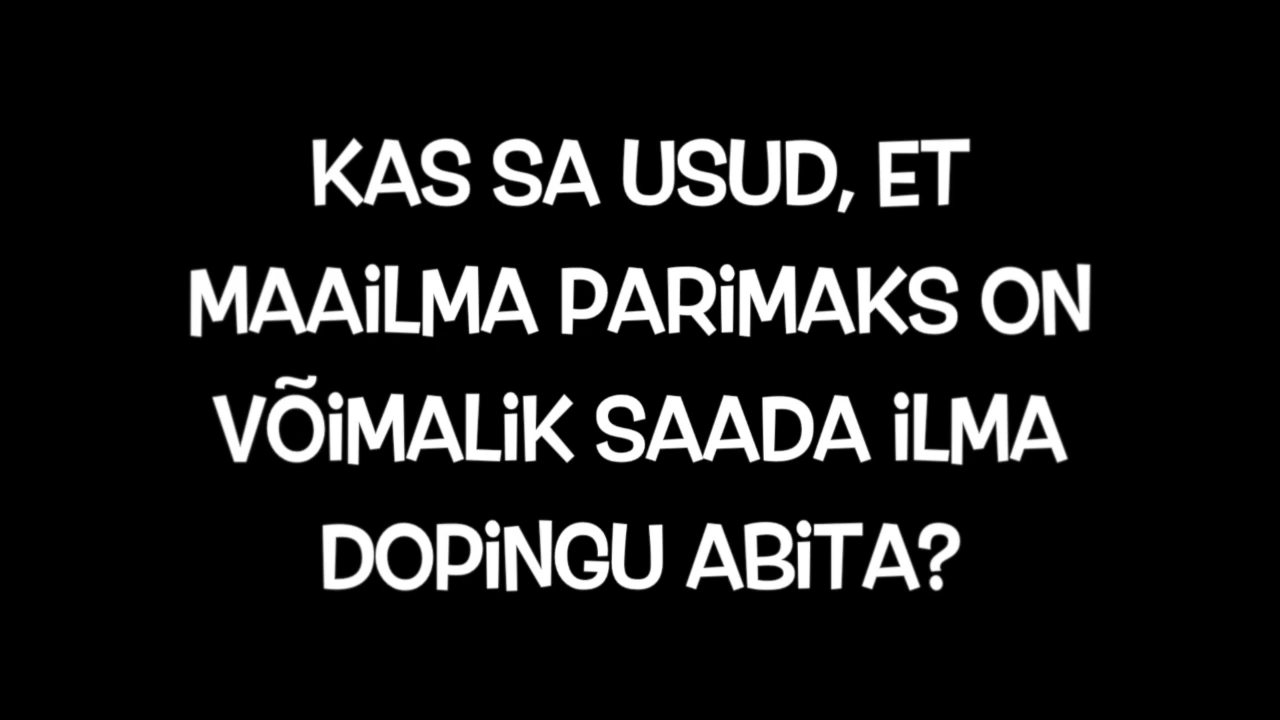 KAS SA USUD, ET
MAAILMA PARIMAKS ON
VÕIMALIK SAADA ILMA
DOPINGU ABITA?